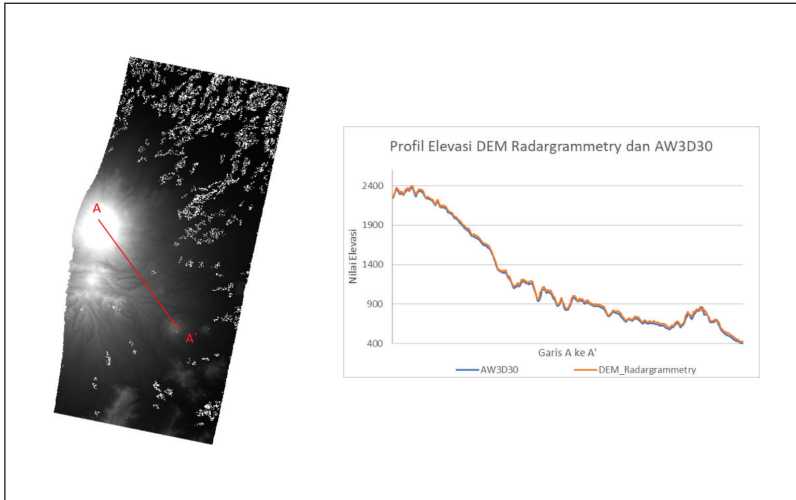 A
A'
Profil Elevasi DEM Radargrammetry dan AW3D30
Nilai Elevasi
2400
1900
1400
900
400
Garis A ke A'
AW3D30
DEM_Radargrammetry